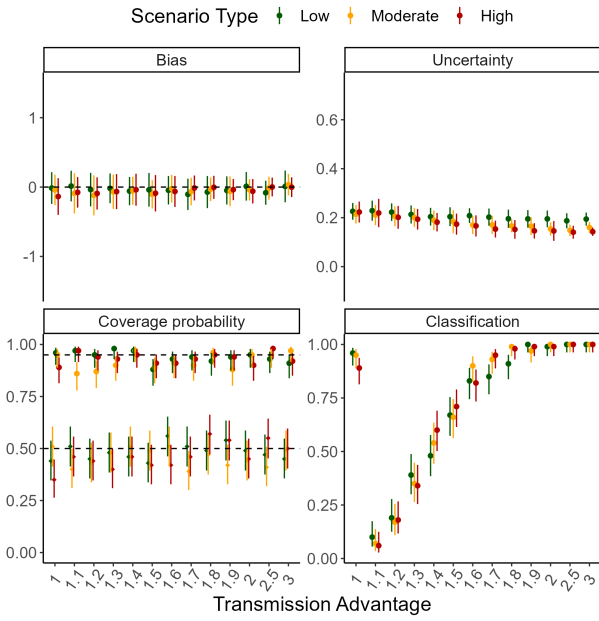 Scenario Type Low Moderate High
Bias Uncertainty
1
0
-1
0.6
0.4
0.2
0.0
Coverage probability Classification
1.00
0.75
0.50
0.25
0.00
1.00
0.75
0.50
0.25
0.00
1 1.1 1.2 1.3 1.4 1.5 1.6 1.7 1.8 1.9 2 2.5 3
1 1.1 1.2 1.3 1.4 1.5 1.6 1.7 1.8 1.9 2 2.5 3
Transmission Advantage